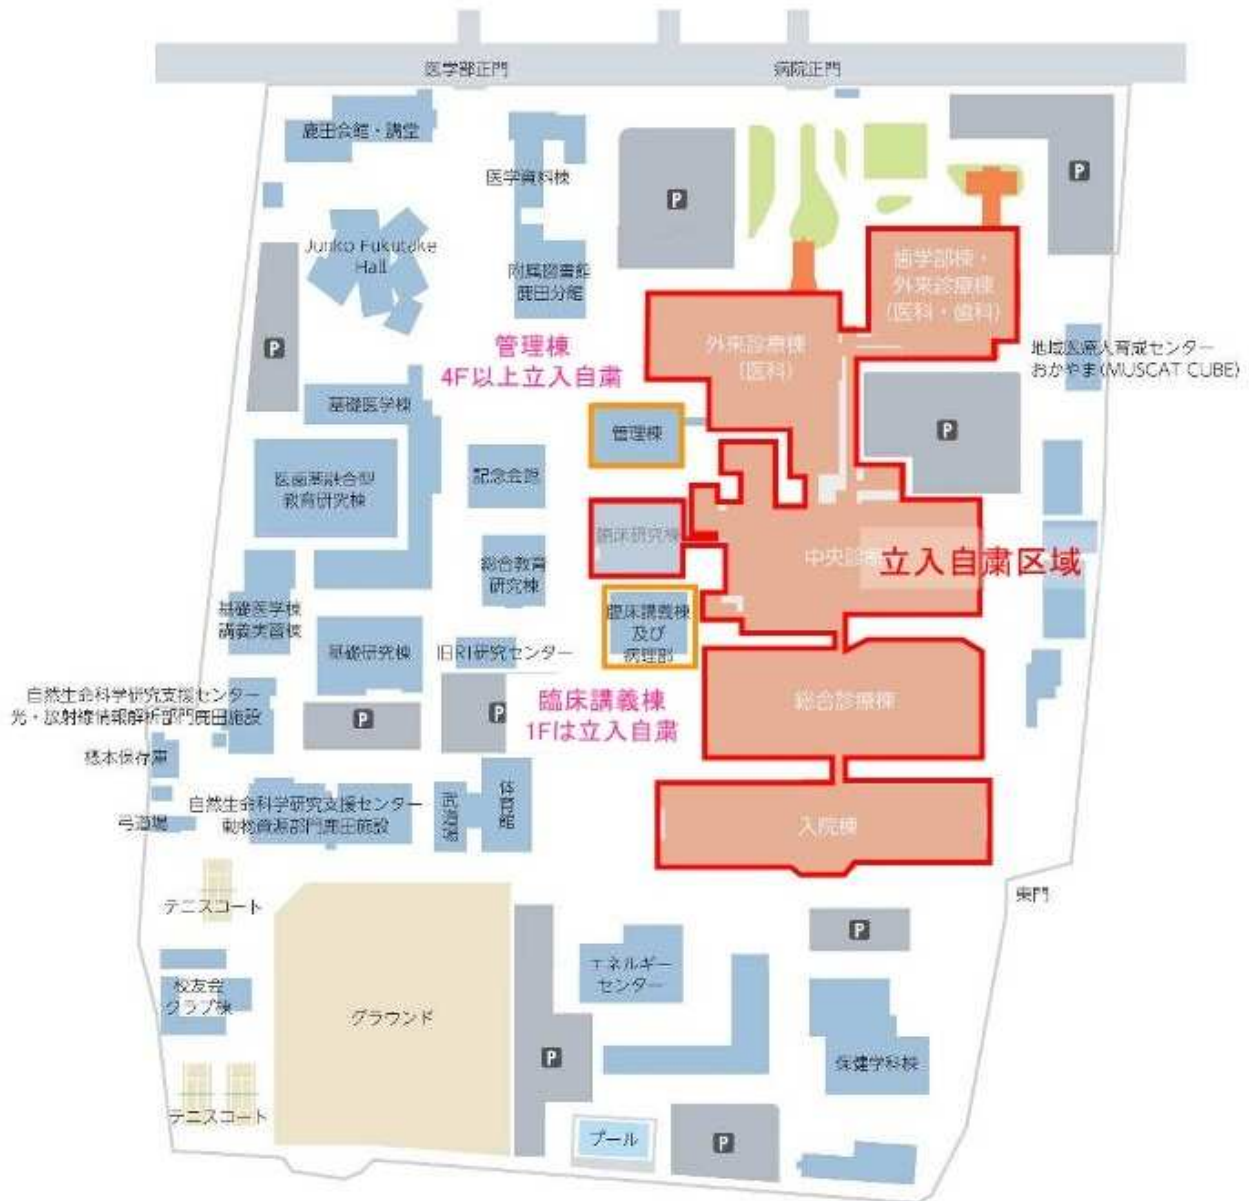 医学部正門
病院正門
鹿田会館・講堂
医学資料棟
P
P
Junko Fukutake
Hall
附属図書館
鹿田分館
歯学部棟・
外来診療棟
(医科・歯科)
P
管理棟
4F以上立入自粛
外来診療棟
(医科)
地域医療人育成センター
おかやま(MUSCAT CUBE)
基礎医学棟
管理棟
P
医歯薬融合型
教育研究棟
記念会館
臨床研究棟
総合教育
研究棟
中央診療
立入自粛区域
基礎医学棟
講義実習棟
臨床講義棟
及び
病理部
基礎研究棟
旧RI研究センター
自然生命科学研究支援センター
光・放射線情報解析部門鹿田施設
P
P
臨床講義棟
1Fは立入自粛
総合診療棟
標本保存庫
自然生命科学研究支援センター
動物資源部門鹿田施設
体育館
弓道場
入院棟
東門
テニスコート
P
校友会
クラブ棟
グラウンド
エネルギー
センター
P
保健学科棟
テニスコート
プール
P